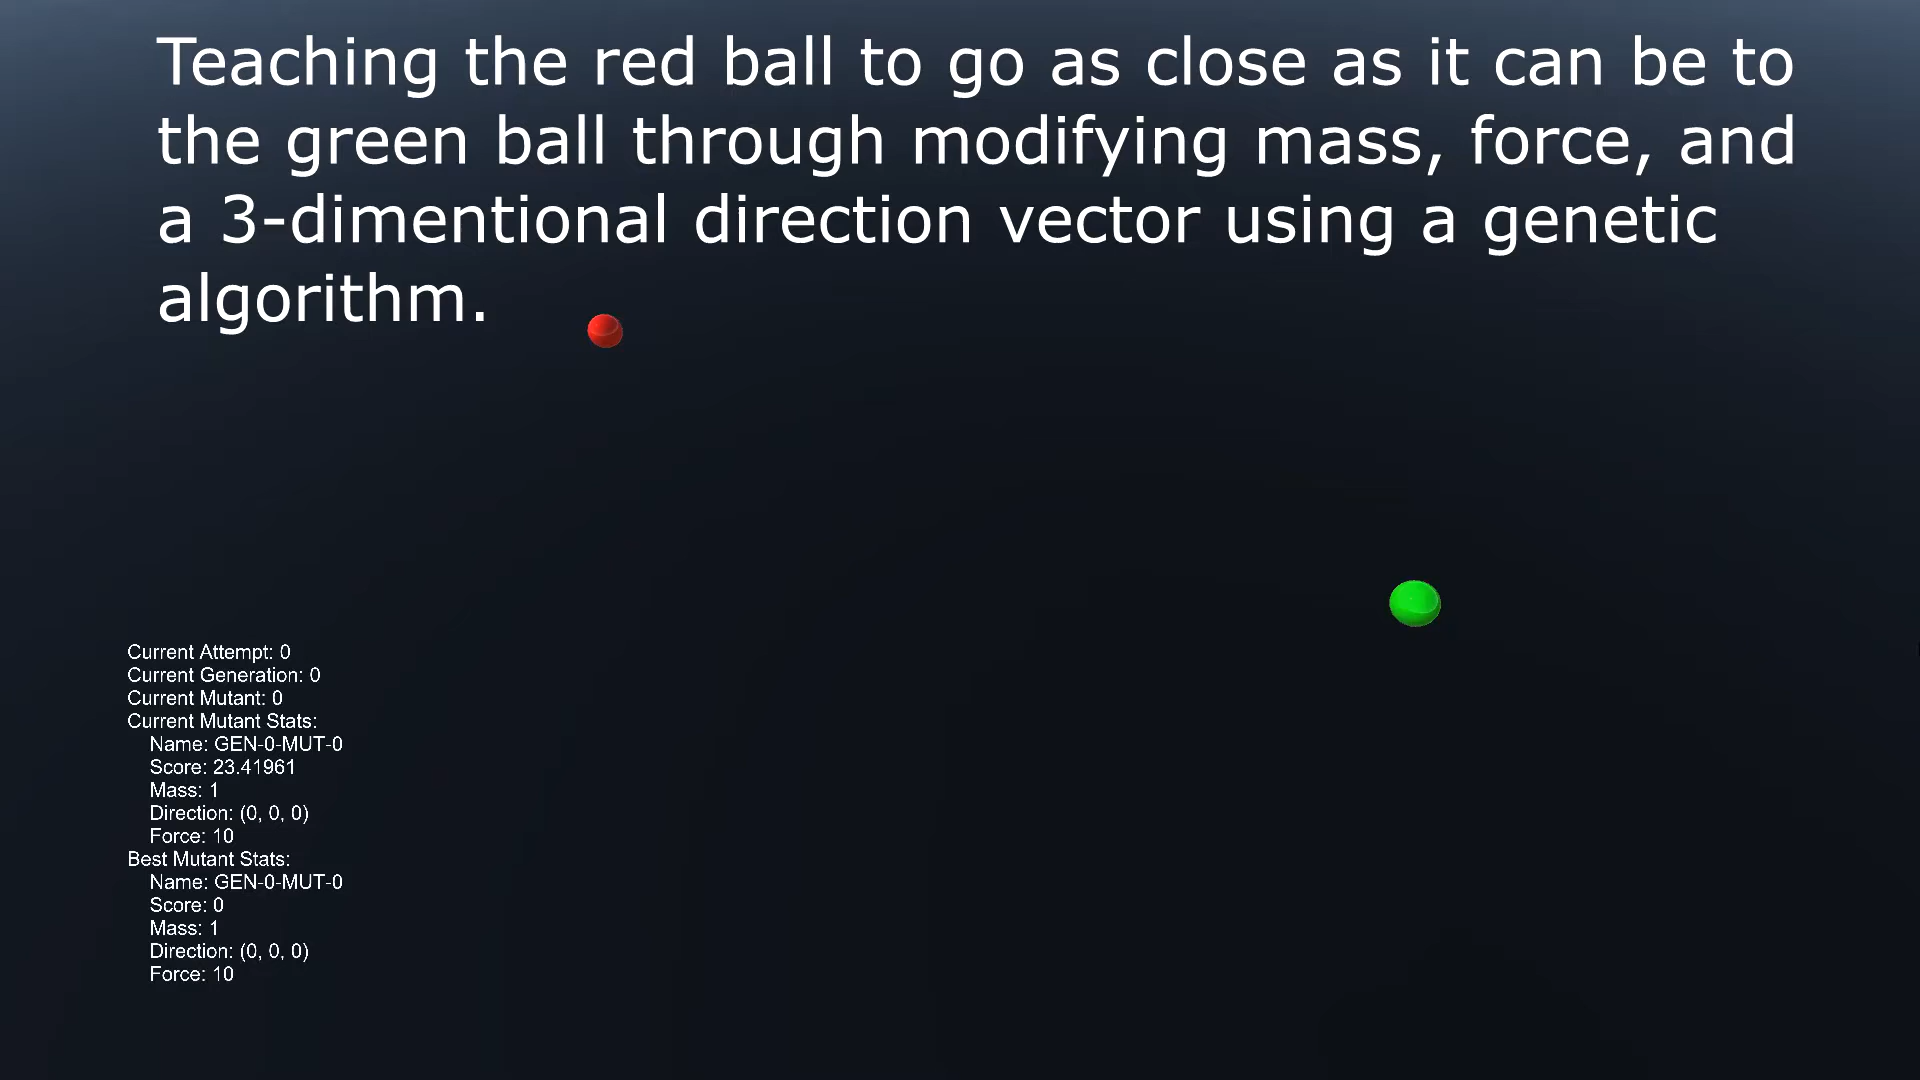 Teaching the red ball to go as close as it can be to
the green ball through modifying mass, force, and
a 3-dimentional direction vector using a genetic
algorithm.
Current Attempt: 0
Current Generation: 0
Current Mutant: 0
Current Mutant Stats:
Name: GEN-0-MUT-0
Score: 23.41961
Mass: 1
Direction: (0, 0, 0)
Force: 10
Best Mutant Stats:
Name: GEN-0-MUT-0
Score: 0
Mass: 1
Direction: (0, 0, 0)
Force: 10